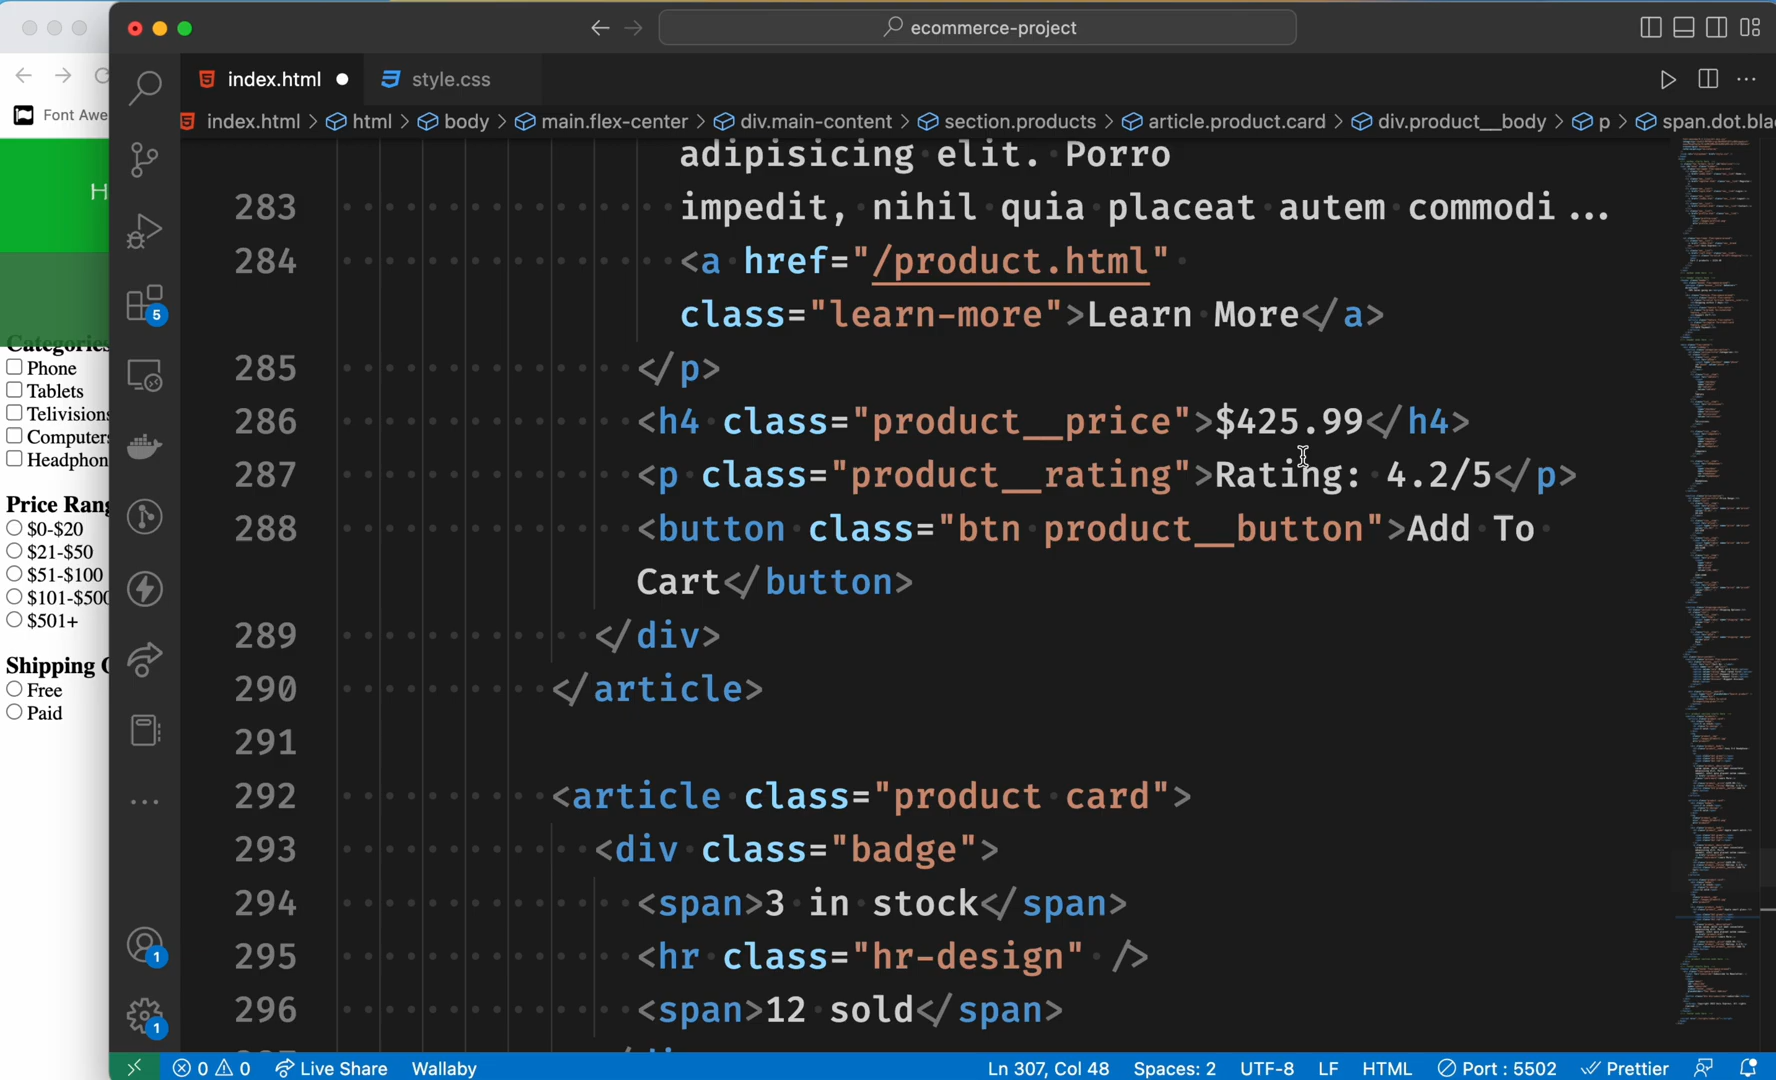 ecommerce-project
index.html
style.css
Font Awe
index.html > html > body > main.flex-center > div.main-content > section.products > article.product.card > div.product__body > p > span.dot.bla
H
Categories
Phone
Tablets
Telivisions
Computers
Headphon
Price Rang
$0-$20
$21-$50
$51-$100
$101-$500
$501+
Shipping O
Free
Paid
5
adipisicing elit. Porro
283 impedit, nihil quia placeat autem commodi ...
284 <a href="/product.html"
class="learn-more">Learn More</a>
285 </p>
286 <h4 class="product__price">$425.99</h4>
287 <p class="product__rating">Rating: 4.2/5</p>
288 <button class="btn product__button">Add To
Cart</button>
289 </div>
290 </article>
291
292 <article class="product card">
293 <div class="badge">
294 <span>3 in stock</span>
295 <hr class="hr-design" />
296 <span>12 sold</span>
1
1
0 0 Live Share Wallaby Ln 307, Col 48 Spaces: 2 UTF-8 LF HTML Port : 5502 Prettier